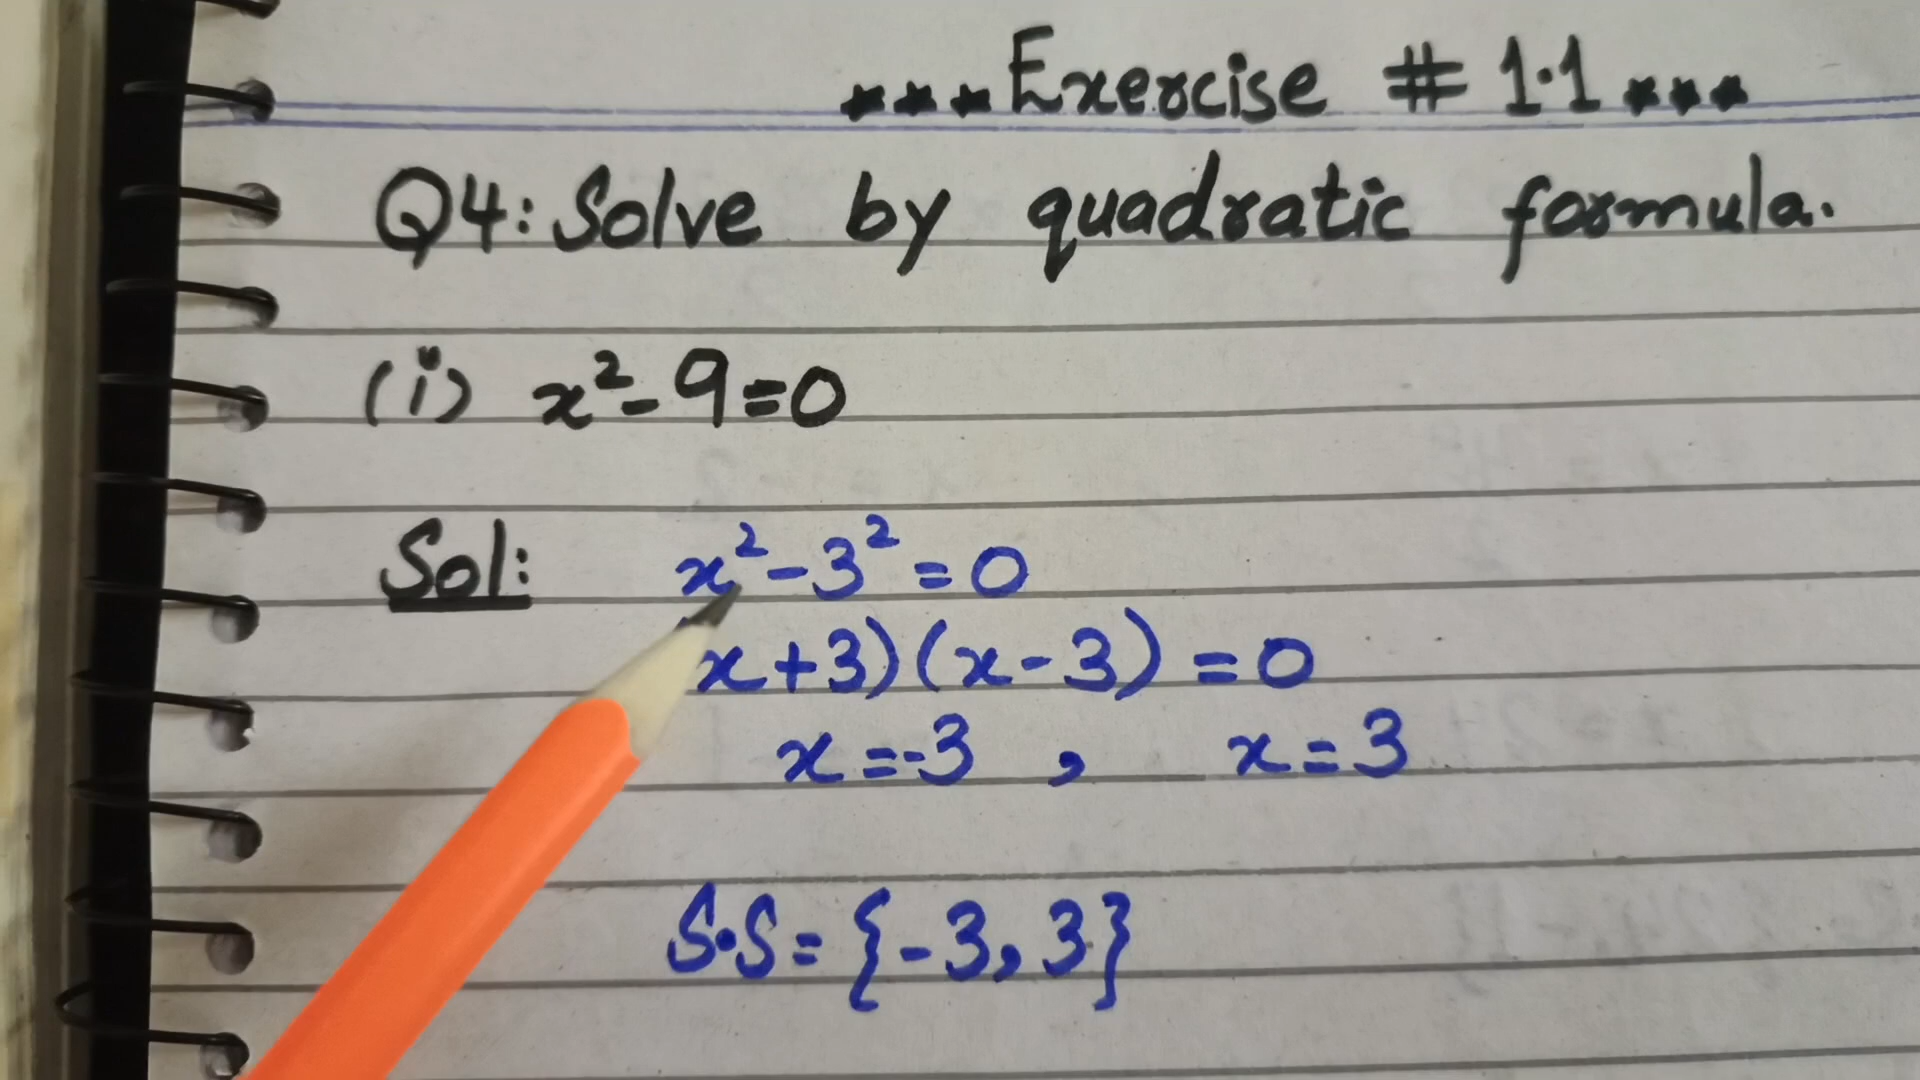 *** Exercise # 1.1 ***
Q4: Solve by quadratic formula.
(i) x² - 9 = 0
Sol: x² - 3² = 0
x + 3) (x - 3) = 0
x = -3 , x = 3
S.S = {-3, 3}